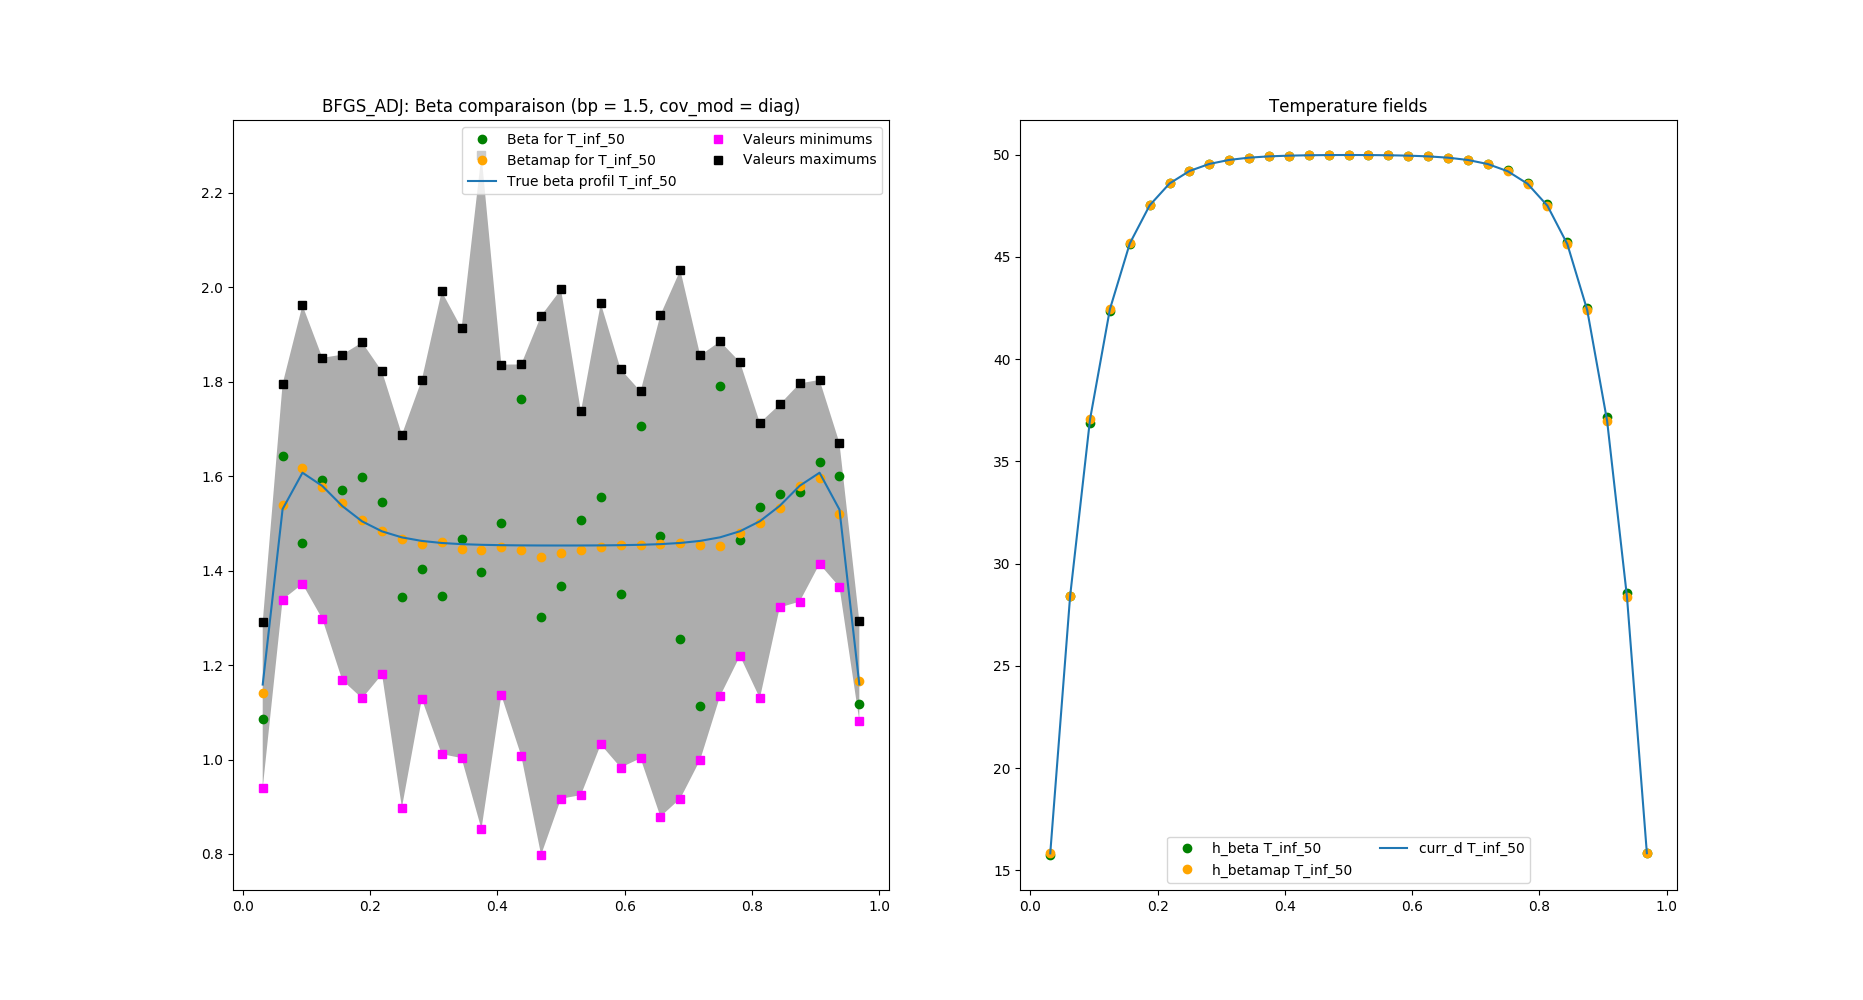 BFGS_ADJ: Beta comparaison (bp = 1.5, cov_mod = diag)
Beta for T_inf_50
Betamap for T_inf_50
True beta profil T_inf_50
Valeurs minimums
Valeurs maximums
2.2
2.0
1.8
1.6
1.4
1.2
1.0
0.8
0.0 0.2 0.4 0.6 0.8 1.0
Temperature fields
50
45
40
35
30
25
20
15
h_beta T_inf_50
h_betamap T_inf_50
curr_d T_inf_50
0.0 0.2 0.4 0.6 0.8 1.0